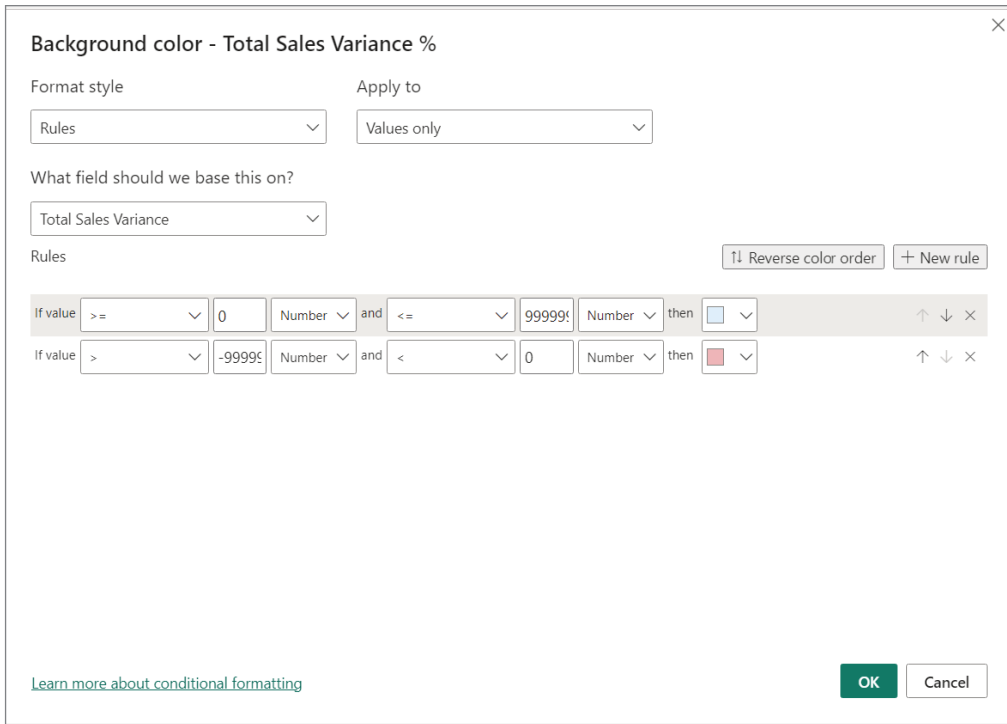 Background color - Total Sales Variance %
Format style Apply to
Rules Values only
What field should we base this on?
Total Sales Variance
Rules Reverse color order + New rule
If value >= 0 Number and <= 99999 Number then
If value > -9999 Number and < 0 Number then
Learn more about conditional formatting OK Cancel